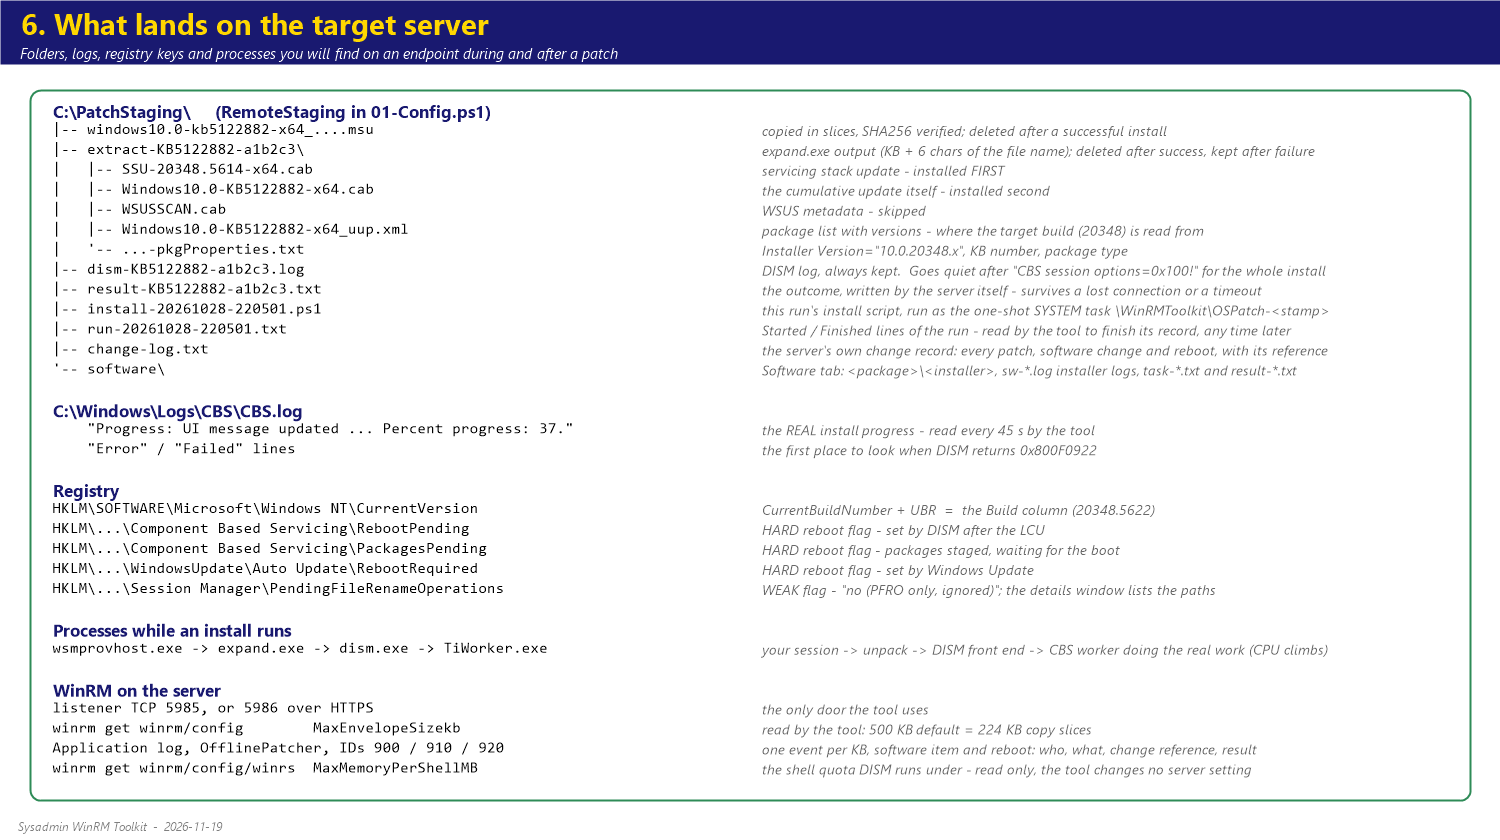 6. What lands on the target server
Folders, logs, registry keys and processes you will find on an endpoint during and after a patch
C:\PatchStaging\ (RemoteStaging in 01-Config.ps1)
|-- windows10.0-kb5122882-x64_....msu copied in slices, SHA256 verified; deleted after a successful install
|-- extract-KB5122882-a1b2c3\ expand.exe output (KB + 6 chars of the file name); deleted after success, kept after failure
| |-- SSU-20348.5614-x64.cab servicing stack update - installed FIRST
| |-- Windows10.0-KB5122882-x64.cab the cumulative update itself - installed second
| |-- WSUSSCAN.cab WSUS metadata - skipped
| |-- Windows10.0-KB5122882-x64_uup.xml package list with versions - where the target build (20348) is read from
| '-- ...-pkgProperties.txt Installer Version="10.0.20348.x", KB number, package type
|-- dism-KB5122882-a1b2c3.log DISM log, always kept. Goes quiet after "CBS session options=0x100!" for the whole install
|-- result-KB5122882-a1b2c3.txt the outcome, written by the server itself - survives a lost connection or a timeout
|-- install-20261028-220501.ps1 this run's install script, run as the one-shot SYSTEM task \WinRMToolkit\OSPatch-<stamp>
|-- run-20261028-220501.txt Started / Finished lines of the run - read by the tool to finish its record, any time later
|-- change-log.txt the server's own change record: every patch, software change and reboot, with its reference
'-- software\ Software tab: <package>\<installer>, sw-*.log installer logs, task-*.txt and result-*.txt
C:\Windows\Logs\CBS\CBS.log
"Progress: UI message updated ... Percent progress: 37." the REAL install progress - read every 45 s by the tool
"Error" / "Failed" lines the first place to look when DISM returns 0x800F0922
Registry
HKLM\SOFTWARE\Microsoft\Windows NT\CurrentVersion CurrentBuildNumber + UBR = the Build column (20348.5622)
HKLM\...\Component Based Servicing\RebootPending HARD reboot flag - set by DISM after the LCU
HKLM\...\Component Based Servicing\PackagesPending HARD reboot flag - packages staged, waiting for the boot
HKLM\...\WindowsUpdate\Auto Update\RebootRequired HARD reboot flag - set by Windows Update
HKLM\...\Session Manager\PendingFileRenameOperations WEAK flag - "no (PFRO only, ignored)"; the details window lists the paths
Processes while an install runs
wsmprovhost.exe -> expand.exe -> dism.exe -> TiWorker.exe your session -> unpack -> DISM front end -> CBS worker doing the real work (CPU climbs)
WinRM on the server
listener TCP 5985, or 5986 over HTTPS the only door the tool uses
winrm get winrm/config MaxEnvelopeSizekb read by the tool: 500 KB default = 224 KB copy slices
Application log, OfflinePatcher, IDs 900 / 910 / 920 one event per KB, software item and reboot: who, what, change reference, result
winrm get winrm/config/winrs MaxMemoryPerShellMB the shell quota DISM runs under - read only, the tool changes no server setting
Sysadmin WinRM Toolkit - 2026-11-19